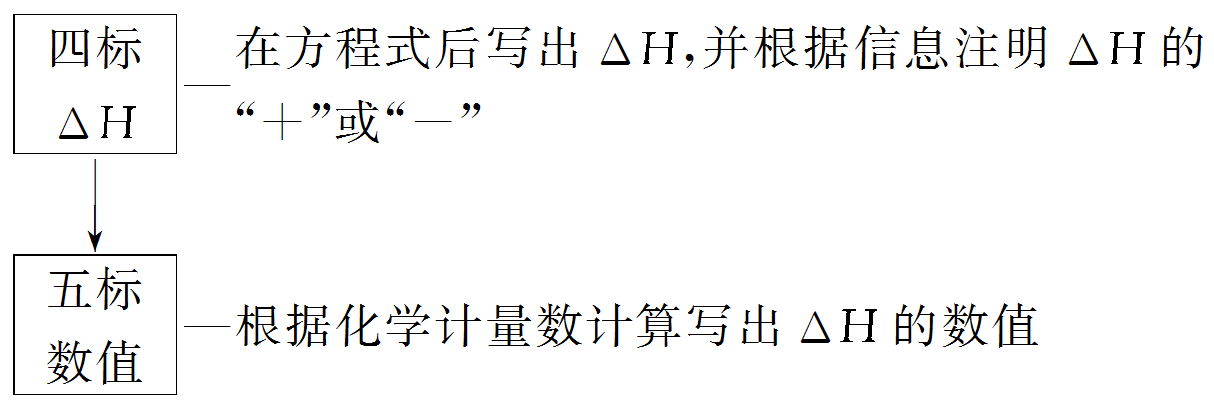 四标
ΔH
在方程式后写出 ΔH,并根据信息注明 ΔH 的
“+”或“-”
五标
数值
根据化学计量数计算写出 ΔH 的数值